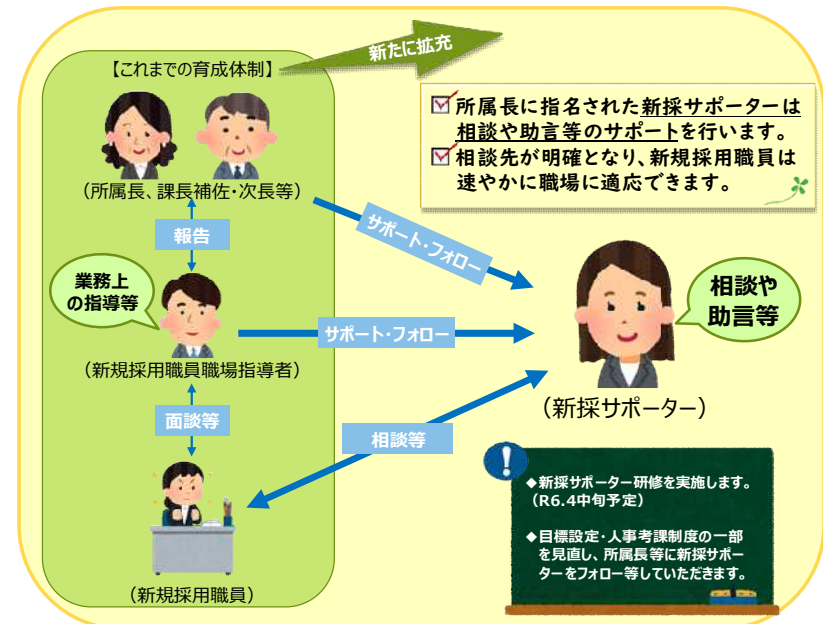 新たに拡充
【これまでの育成体制】
(所属長、課長補佐・次長等)
報告
業務上
の指導等
(新規採用職員職場指導者)
面談等
(新規採用職員)
☑所属長に指名された新採サポーターは
相談や助言等のサポートを行います。
☑相談先が明確となり、新規採用職員は
速やかに職場に適応できます。
サポート・フォロー
サポート・フォロー
相談等
相談や
助言等
(新採サポーター)
!
◆新採サポーター研修を実施します。
(R6.4中旬予定)
◆目標設定・人事考課制度の一部
を見直し、所属長等に新採サポー
ターをフォロー等していただきます。